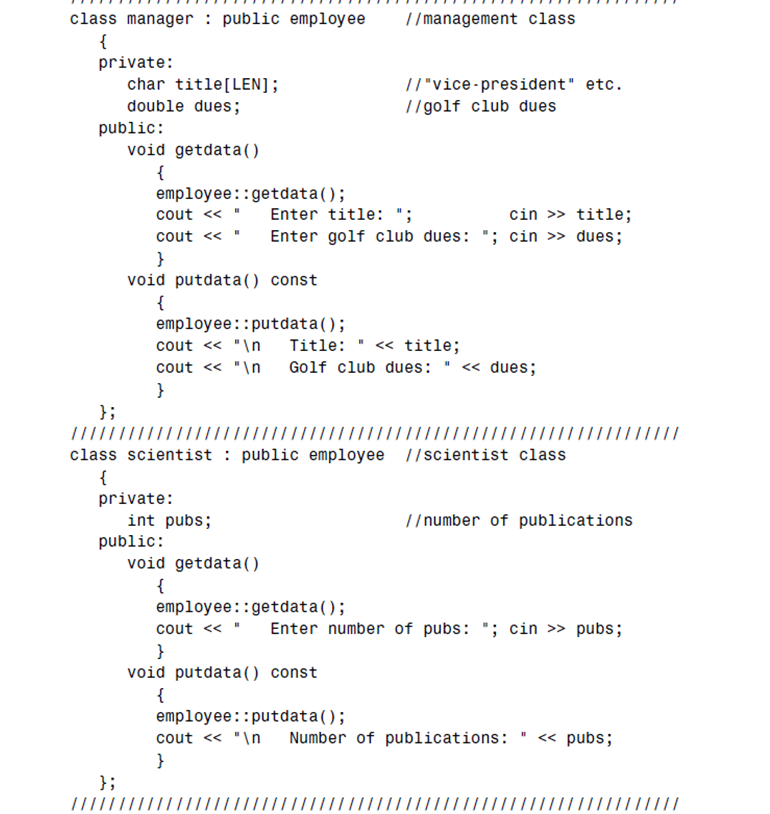 ////////////////////////////////////////////////////////////////
class manager : public employee    //management class
   {
   private:
      char title[LEN];             //"vice-president" etc.
      double dues;                 //golf club dues
   public:
      void getdata()
         {
         employee::getdata();
         cout << "   Enter title: ";          cin >> title;
         cout << "   Enter golf club dues: "; cin >> dues;
         }
      void putdata() const
         {
         employee::putdata();
         cout << "\n   Title: " << title;
         cout << "\n   Golf club dues: " << dues;
         }
   };
////////////////////////////////////////////////////////////////
class scientist : public employee  //scientist class
   {
   private:
      int pubs;                    //number of publications
   public:
      void getdata()
         {
         employee::getdata();
         cout << "   Enter number of pubs: "; cin >> pubs;
         }
      void putdata() const
         {
         employee::putdata();
         cout << "\n   Number of publications: " << pubs;
         }
   };
////////////////////////////////////////////////////////////////